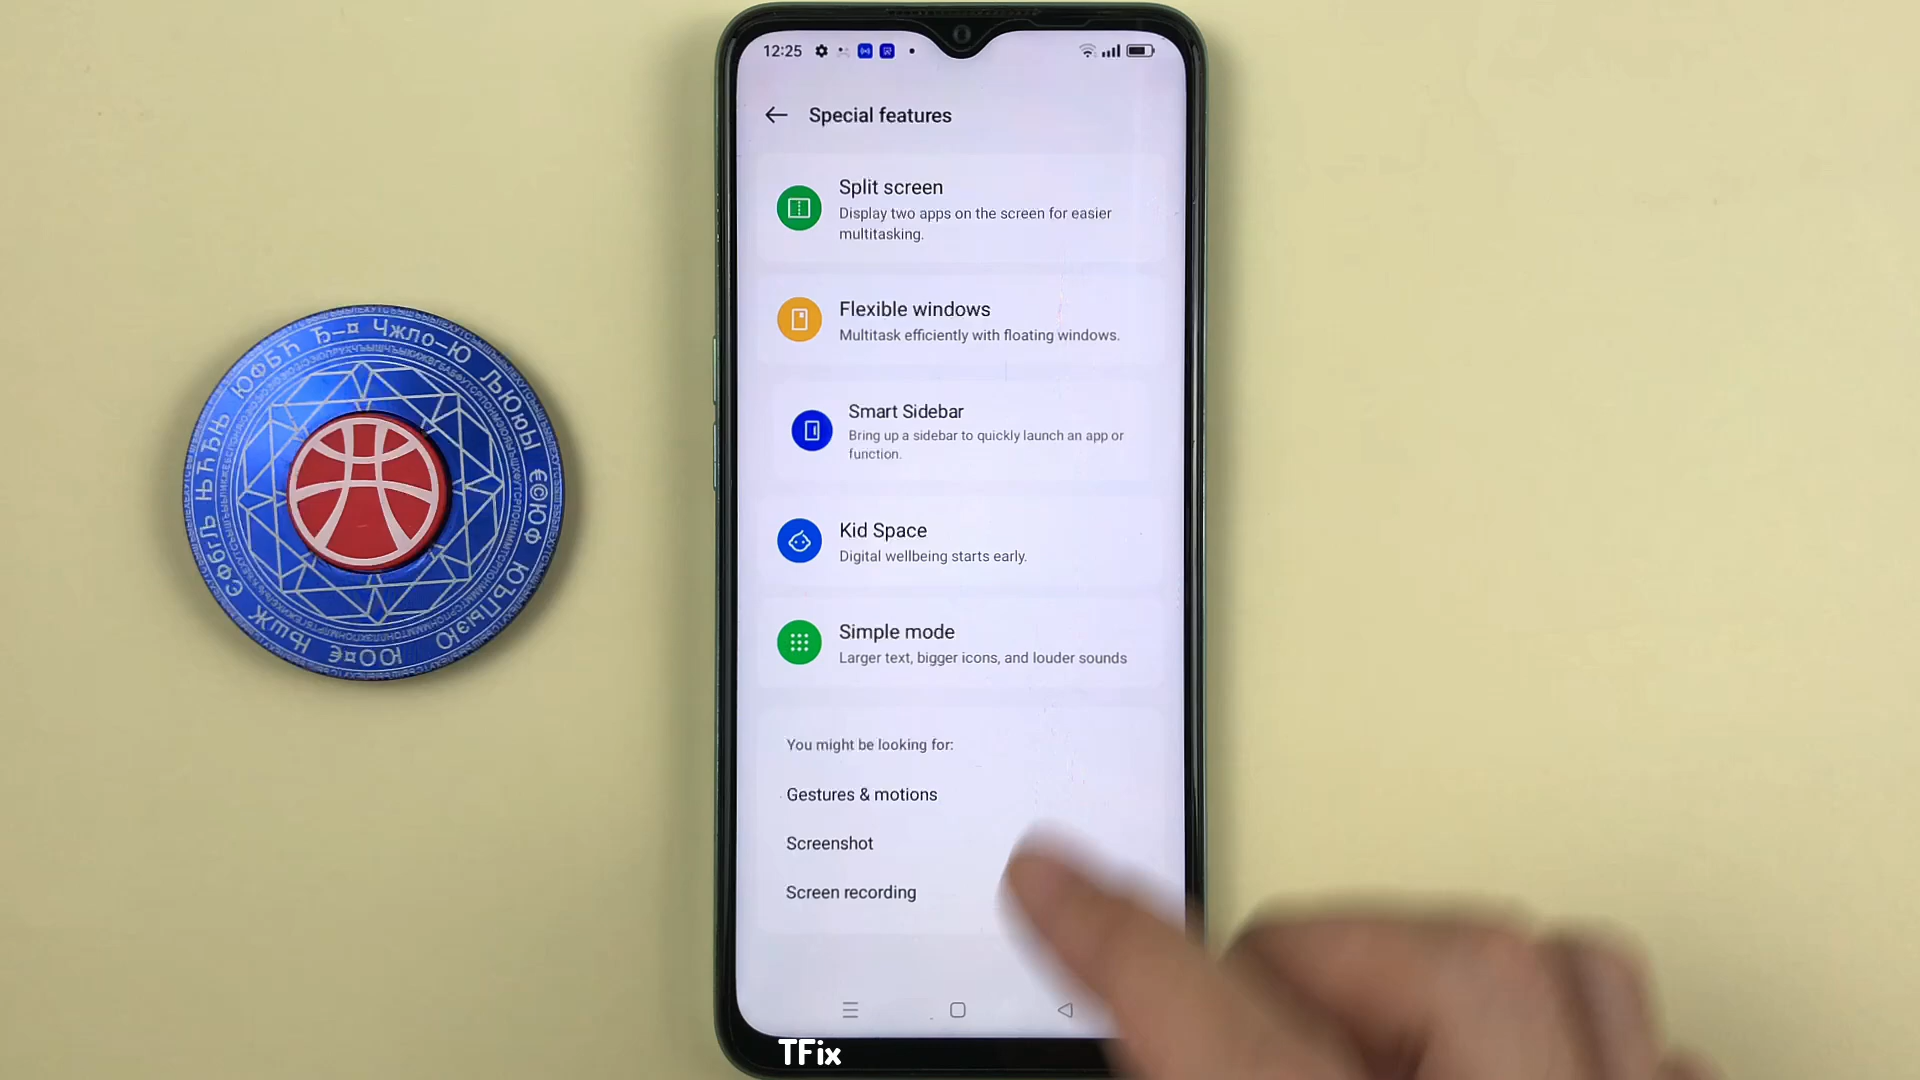 12:25
Special features
Split screen
Display two apps on the screen for easier
multitasking.
Flexible windows
Multitask efficiently with floating windows.
Smart Sidebar
Bring up a sidebar to quickly launch an app or
function.
Kid Space
Digital wellbeing starts early.
Simple mode
Larger text, bigger icons, and louder sounds
You might be looking for:
Gestures & motions
Screenshot
Screen recording
TFix